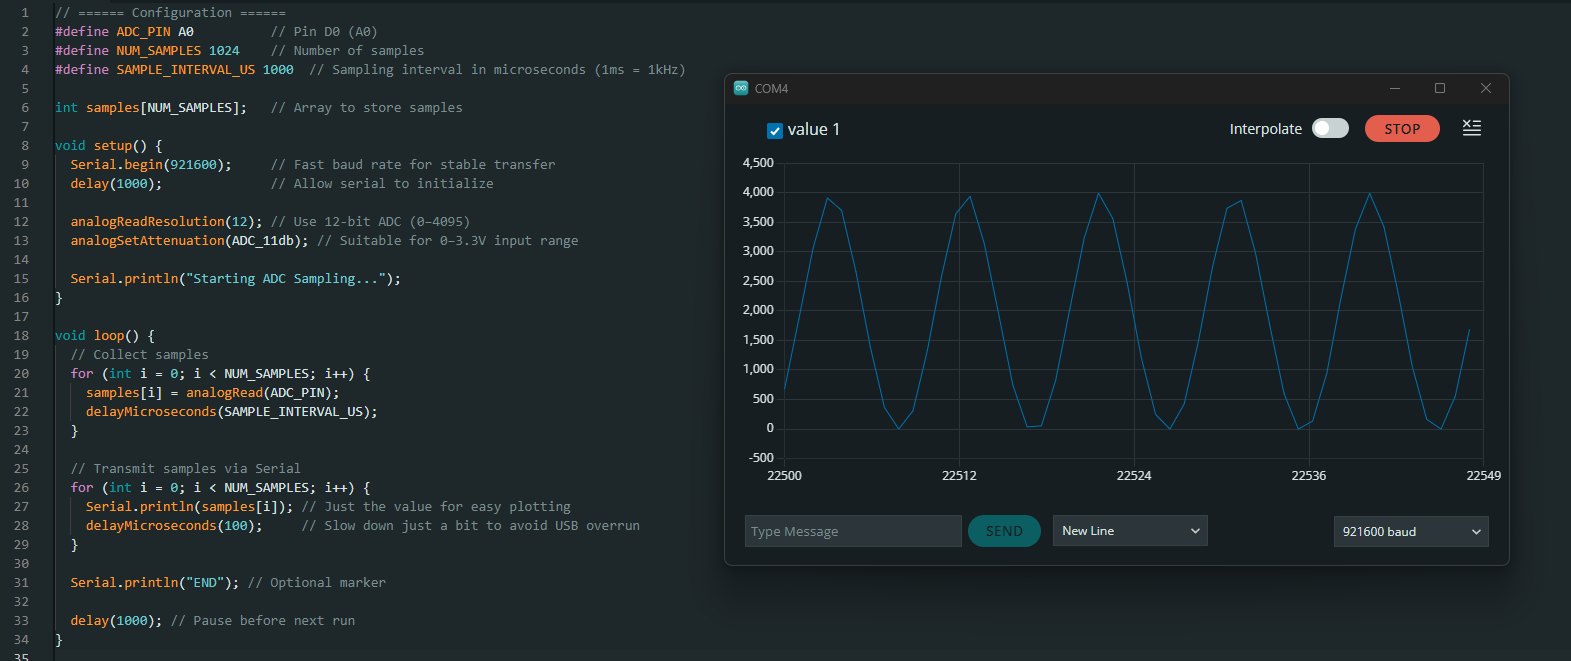 1 // ====== Configuration ======
2 #define ADC_PIN A0 // Pin D0 (A0)
3 #define NUM_SAMPLES 1024 // Number of samples
4 #define SAMPLE_INTERVAL_US 1000 // Sampling interval in microseconds (1ms = 1kHz)
5
6 int samples[NUM_SAMPLES]; // Array to store samples
7
8 void setup() {
9 Serial.begin(921600); // Fast baud rate for stable transfer
10 delay(1000); // Allow serial to initialize
11
12 analogReadResolution(12); // Use 12-bit ADC (0–4095)
13 analogSetAttenuation(ADC_11db); // Suitable for 0–3.3V input range
14
15 Serial.println("Starting ADC Sampling...");
16 }
17
18 void loop() {
19 // Collect samples
20 for (int i = 0; i < NUM_SAMPLES; i++) {
21 samples[i] = analogRead(ADC_PIN);
22 delayMicroseconds(SAMPLE_INTERVAL_US);
23 }
24
25 // Transmit samples via Serial
26 for (int i = 0; i < NUM_SAMPLES; i++) {
27 Serial.println(samples[i]); // Just the value for easy plotting
28 delayMicroseconds(100); // Slow down just a bit to avoid USB overrun
29 }
30
31 Serial.println("END"); // Optional marker
32
33 delay(1000); // Pause before next run
34 }
35
COM4
value 1
Interpolate STOP
4,500
4,000
3,500
3,000
2,500
2,000
1,500
1,000
500
0
-500
22500 22512 22524 22536 22549
Type Message SEND New Line 921600 baud